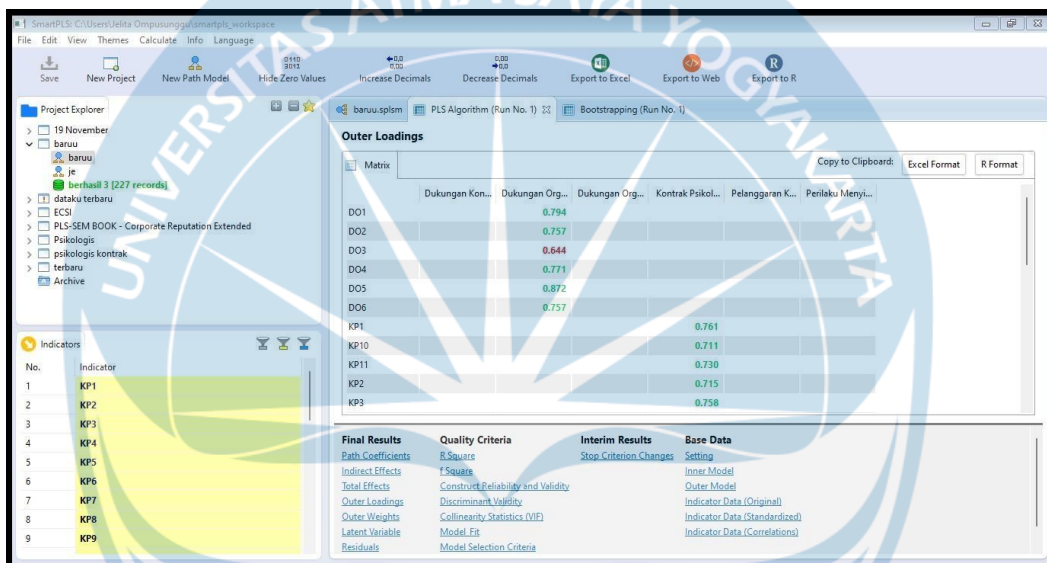 SmartPLS: C:\Users\Jelita Ompusunggu\smartpls_workspace
File Edit View Themes Calculate Info Language
Save New Project New Path Model Hide Zero Values Increase Decimals Decrease Decimals Export to Excel Export to Web Export to R
Project Explorer
19 November
baruu
baruu
je
berhasil 3 [227 records]
dataku terbaru
ECSI
PLS-SEM BOOK - Corporate Reputation Extended
Psikologis
psikologis kontrak
terbaru
Archive
Indicators
No. Indicator
1 KP1
2 KP2
3 KP3
4 KP4
5 KP5
6 KP6
7 KP7
8 KP8
9 KP9
baruu.splsm PLS Algorithm (Run No. 1) Bootstrapping (Run No. 1)
Outer Loadings
Matrix Copy to Clipboard: Excel Format R Format
Dukungan Kon... Dukungan Org... Dukungan Org... Kontrak Psikol... Pelanggaran K... Perilaku Menyi...
DO1 0.794
DO2 0.757
DO3 0.644
DO4 0.771
DO5 0.872
DO6 0.757
KP1 0.761
KP10 0.711
KP11 0.730
KP2 0.715
KP3 0.758
Final Results Quality Criteria Interim Results Base Data
Path Coefficients R Square Stop Criterion Changes Setting
Indirect Effects f Square Inner Model
Total Effects Construct Reliability and Validity Outer Model
Outer Loadings Discriminant Validity Indicator Data (Original)
Outer Weights Collinearity Statistics (VIF) Indicator Data (Standardized)
Latent Variable Model_Fit Indicator Data (Correlations)
Residuals Model Selection Criteria
UNIVERSITAS ATMA JAYA YOGYAKARTA